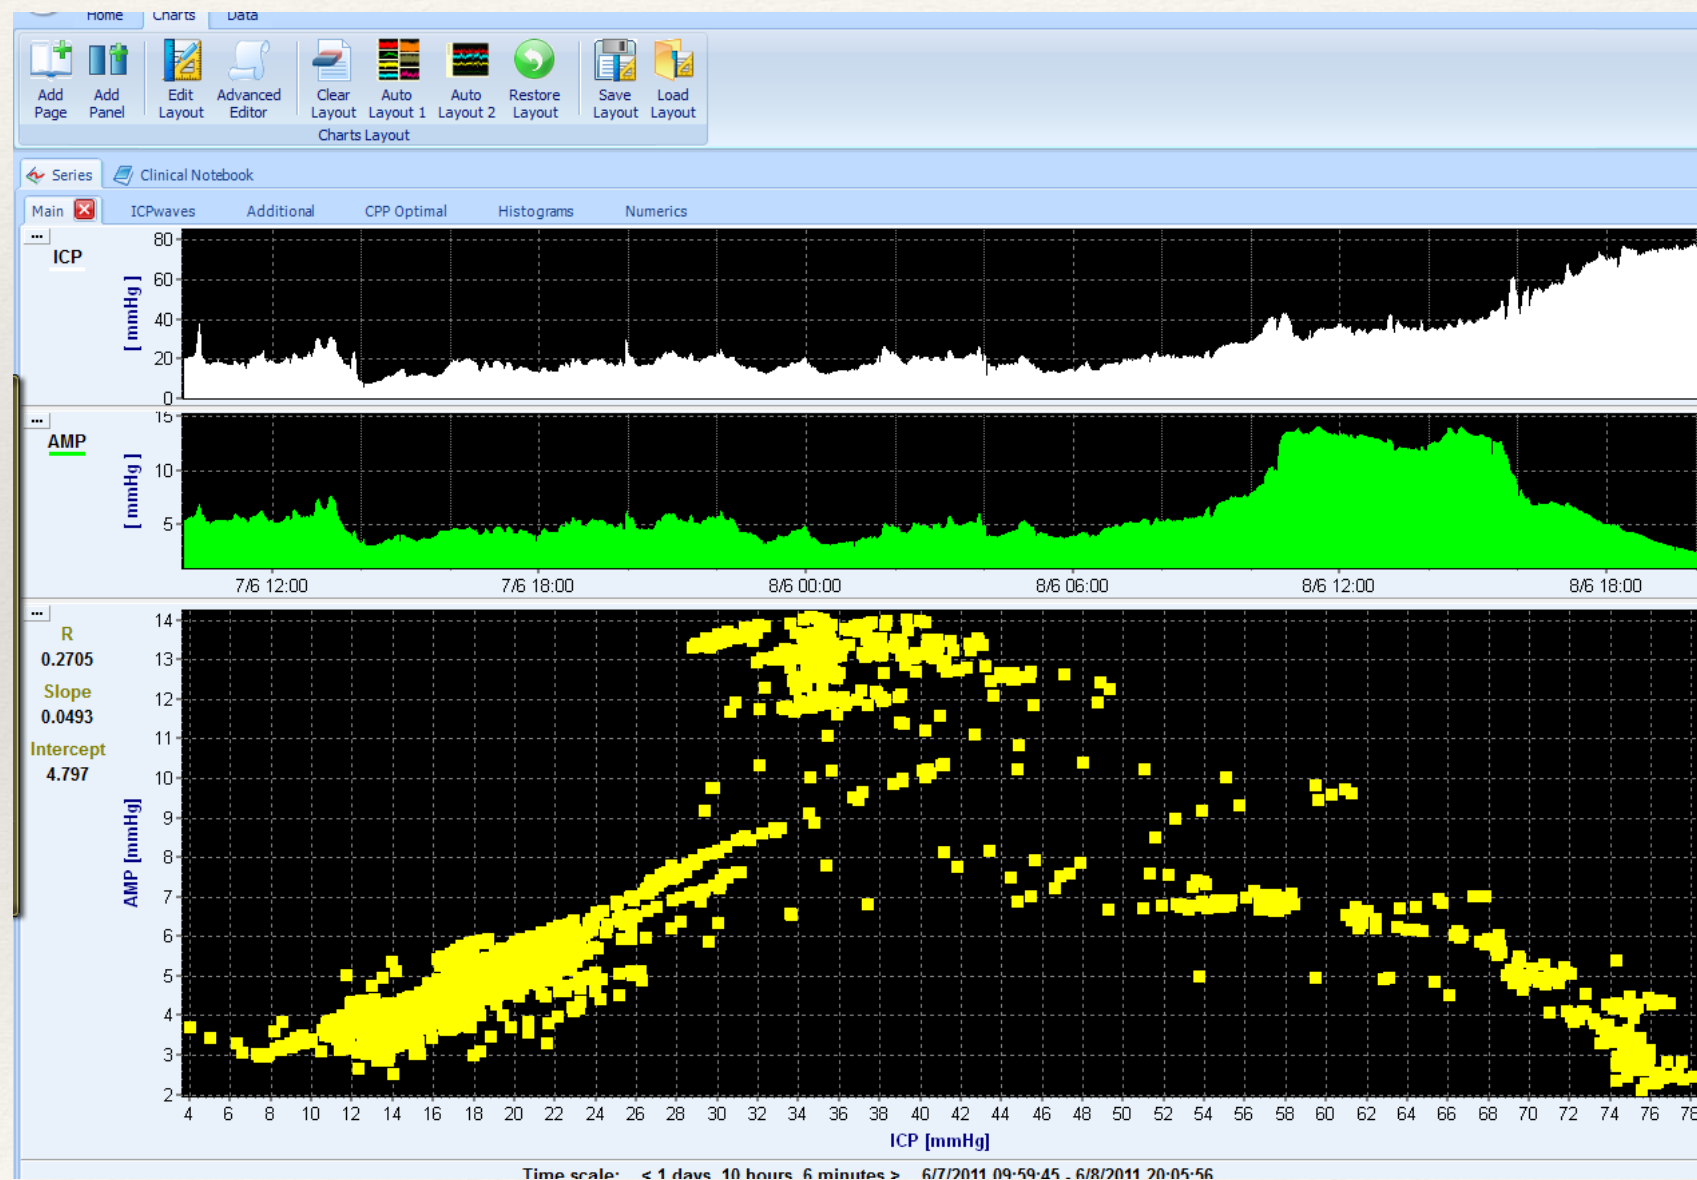 Home Charts Data
Add Page
Add Panel
Edit Layout
Advanced Editor
Clear Layout
Auto Layout 1
Auto Layout 2
Restore Layout
Save Layout
Load Layout
Charts Layout
Series Clinical Notebook
Main ICPwaves Additional CPP Optimal Histograms Numerics
ICP
[ mmHg ]
80
60
40
20
0
AMP
[ mmHg ]
15
10
5
7/6 12:00 7/6 18:00 8/6 00:00 8/6 06:00 8/6 12:00 8/6 18:00
R
0.2705
Slope
0.0493
Intercept
4.797
AMP [mmHg]
14
13
12
11
10
9
8
7
6
5
4
3
2
4 6 8 10 12 14 16 18 20 22 24 26 28 30 32 34 36 38 40 42 44 46 48 50 52 54 56 58 60 62 64 66 68 70 72 74 76 78
ICP [mmHg]
Time scale: < 1 days, 10 hours, 6 minutes > 6/7/2011 09:59:45 - 6/8/2011 20:05:56